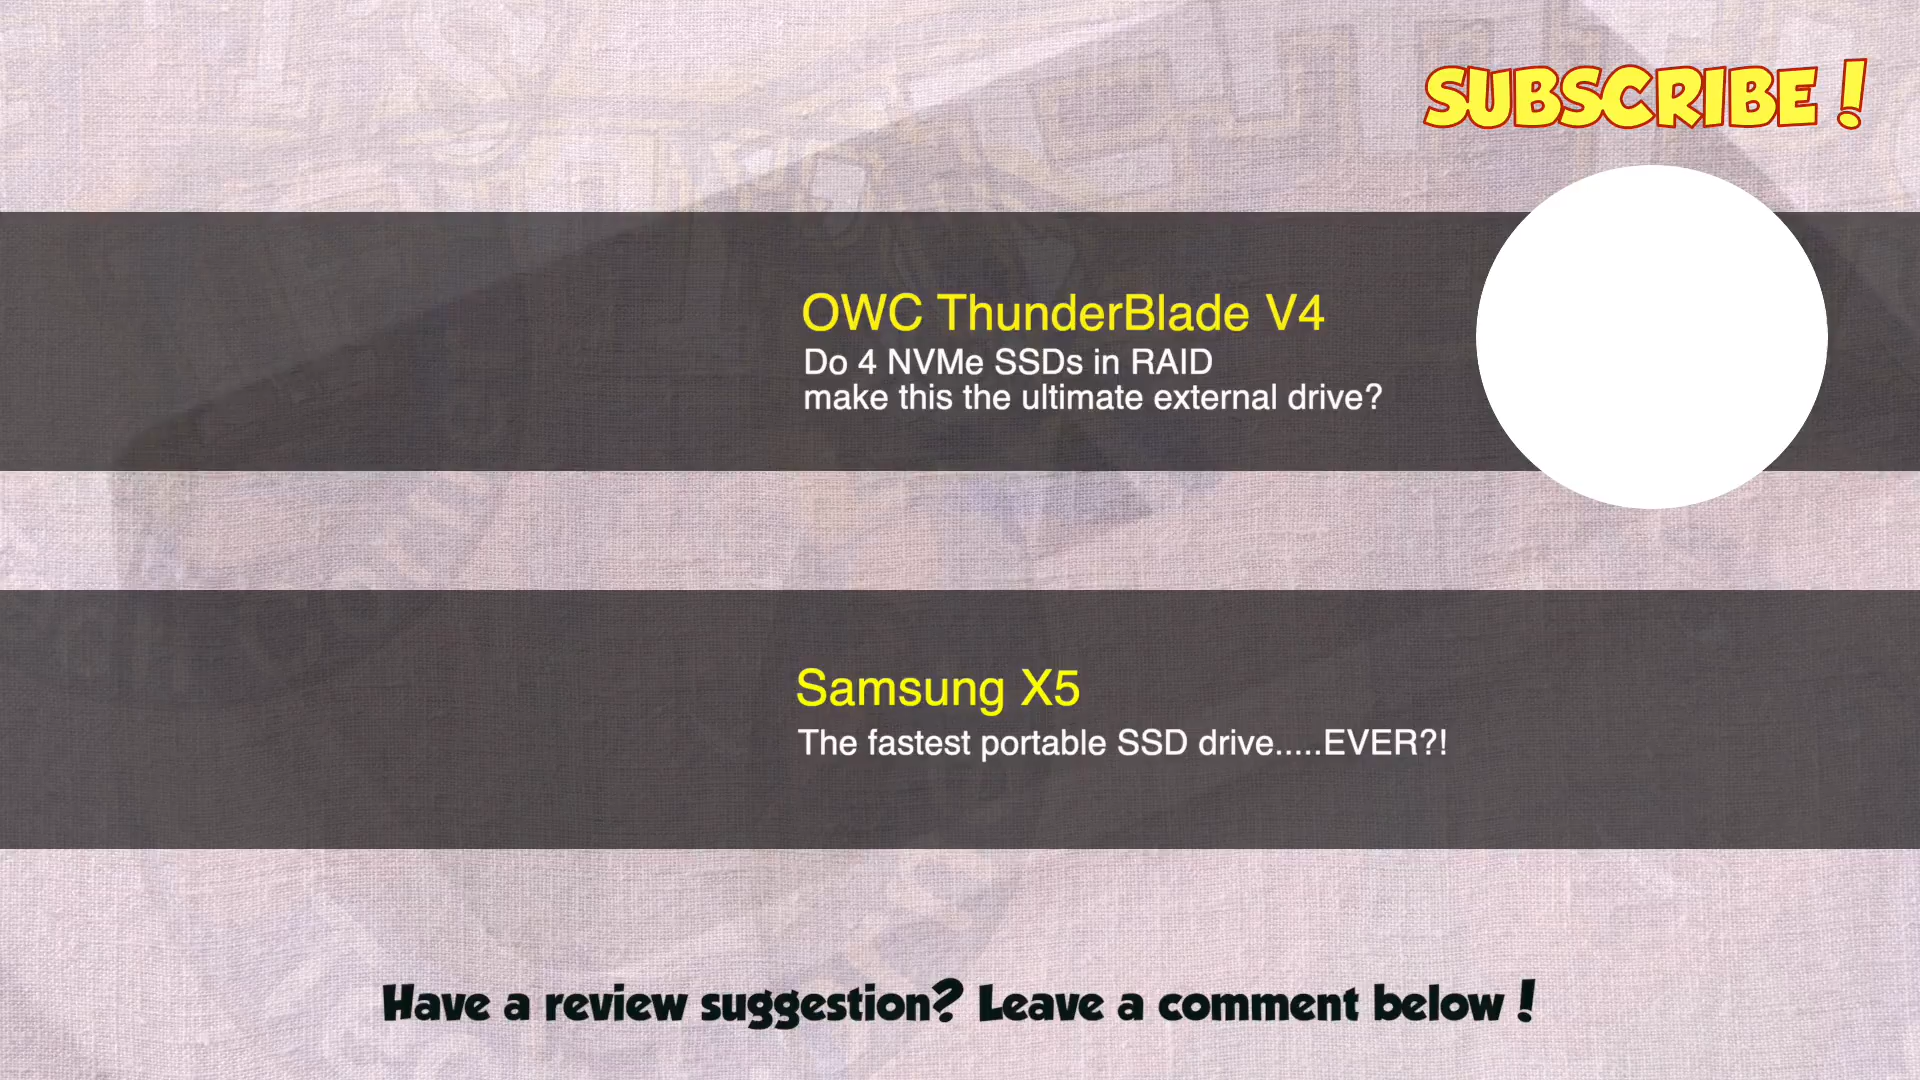 SUBSCRIBE!
OWC ThunderBlade V4
Do 4 NVMe SSDs in RAID
make this the ultimate external drive?
Samsung X5
The fastest portable SSD drive.....EVER?!
Have a review suggestion? Leave a comment below!